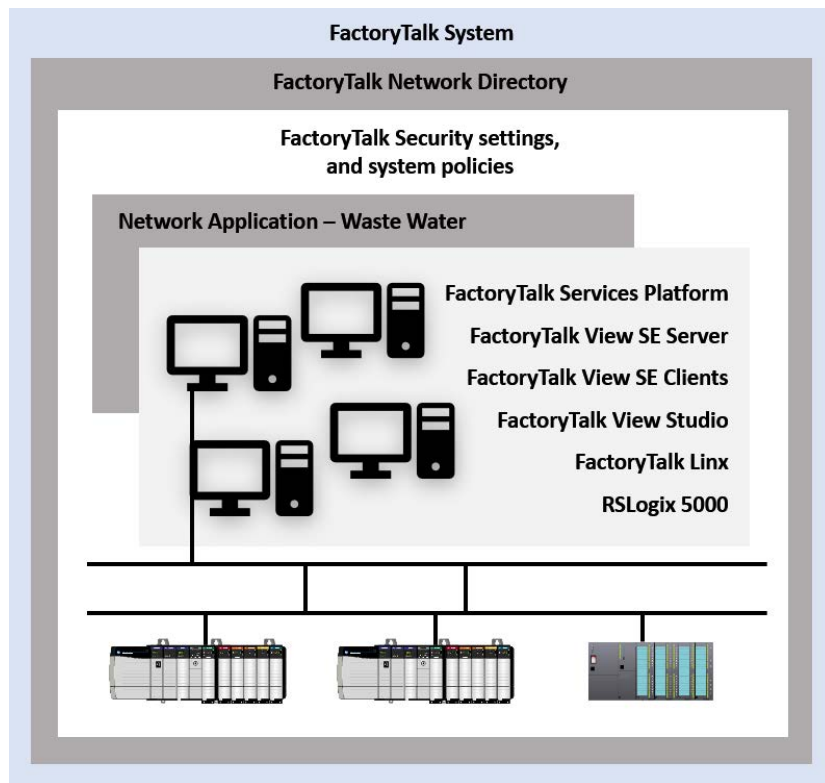 FactoryTalk System
FactoryTalk Network Directory
FactoryTalk Security settings,
and system policies
Network Application – Waste Water
FactoryTalk Services Platform
FactoryTalk View SE Server
FactoryTalk View SE Clients
FactoryTalk View Studio
FactoryTalk Linx
RSLogix 5000